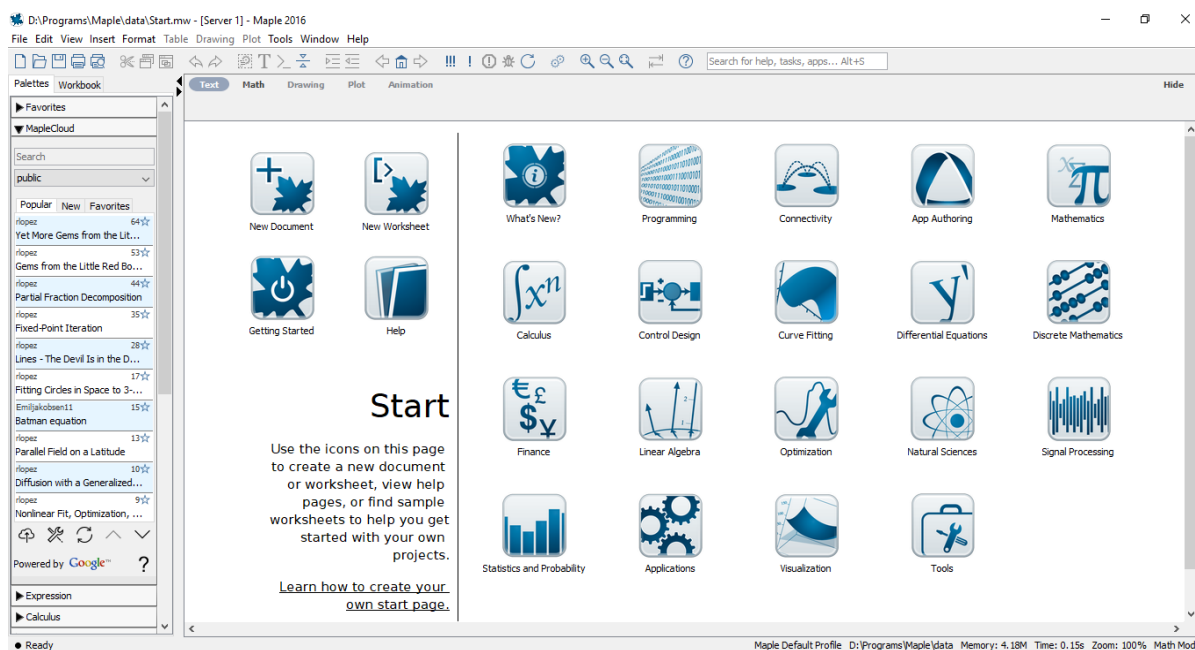 D:\Programs\Maple\data\Start.mw - [Server 1] - Maple 2016
File Edit View Insert Format Table Drawing Plot Tools Window Help
Search for help, tasks, apps... Alt+S
Palettes Workbook
Text Math Drawing Plot Animation Hide
Favorites
MapleCloud
Search
public
Popular New Favorites
rlopez 64
Yet More Gems from the Lit...
rlopez 53
Gems from the Little Red Bo...
rlopez 44
Partial Fraction Decomposition
rlopez 35
Fixed-Point Iteration
rlopez 28
Lines - The Devil Is in the D...
rlopez 17
Fitting Circles in Space to 3-...
Emiljakobsen11 15
Batman equation
rlopez 13
Parallel Field on a Latitude
rlopez 10
Diffusion with a Generalized...
rlopez 9
Nonlinear Fit, Optimization, ...
Powered by Google™
Expression
Calculus
New Document New Worksheet
Getting Started Help
Start
Use the icons on this page
to create a new document
or worksheet, view help
pages, or find sample
worksheets to help you get
started with your own
projects.
Learn how to create your
own start page.
What's New? Programming Connectivity App Authoring Mathematics
Calculus Control Design Curve Fitting Differential Equations Discrete Mathematics
Finance Linear Algebra Optimization Natural Sciences Signal Processing
Statistics and Probability Applications Visualization Tools
Ready
Maple Default Profile D:\Programs\Maple\data Memory: 4.18M Time: 0.15s Zoom: 100% Math Mod